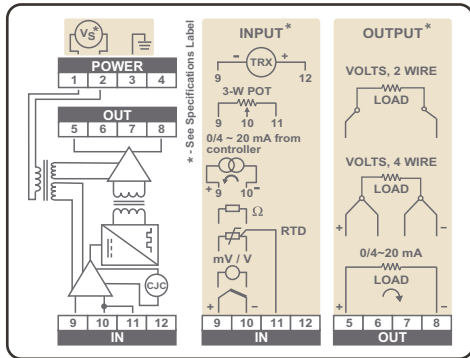 Vs*
POWER
1 2 3 4
OUT
5 6 7 8
CJC
9 10 11 12
IN
* - See Specifications Label
INPUT*
- TRX +
9 12
3-W POT
9 10 11
0/4 ~ 20 mA from
controller
+ 9 10 -
Ω
RTD
mV / V
+ -
9 10 11 12
IN
OUTPUT*
VOLTS, 2 WIRE
LOAD
VOLTS, 4 WIRE
LOAD
+ -
0/4~20 mA
LOAD
+ -
5 6 7 8
OUT